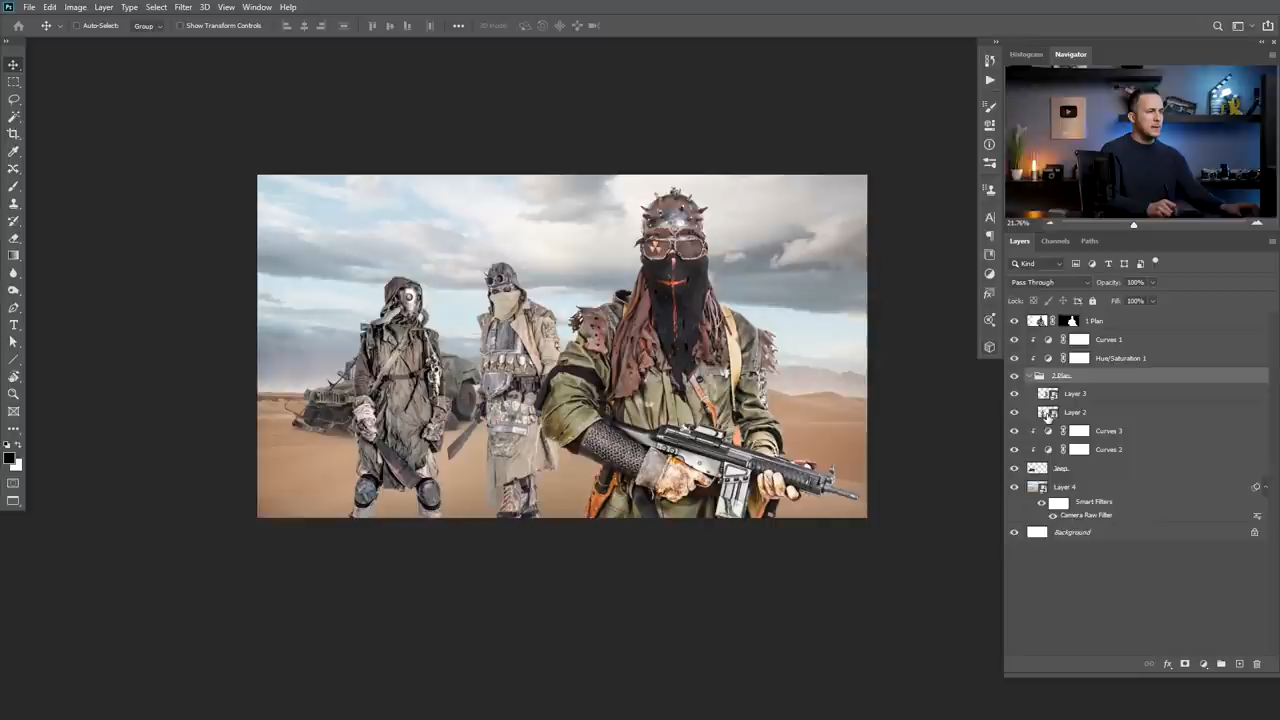 Ps File Edit Image Layer Type Select Filter 3D View Window Help
Auto-Select: Group Show Transform Controls 3D Mode
Histogram Navigator
21.76%
Layers Channels Paths
Kind
Pass Through Opacity: 100%
Lock: Fill: 100%
1 Plan
Curves 1
Hue/Saturation 1
2 Plan
Layer 3
Layer 2
Curves 3
Curves 2
Jeep
Layer 4
Smart Filters
Camera Raw Filter
Background